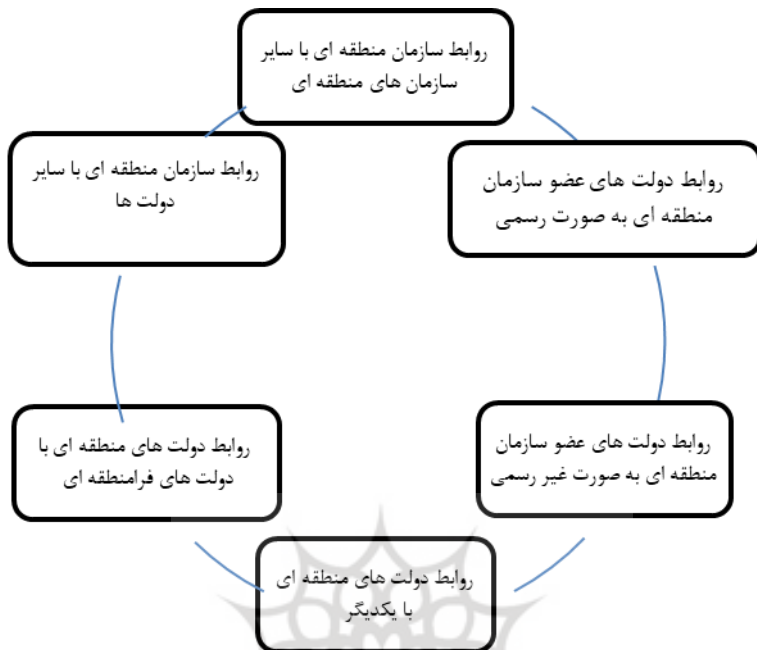 روابط سازمان منطقه ای با سایر
سازمان های منطقه ای
روابط دولت های عضو سازمان
منطقه ای به صورت رسمی
روابط دولت های عضو سازمان
منطقه ای به صورت غیر رسمی
روابط دولت های منطقه ای
با یکدیگر
روابط دولت های منطقه ای با
دولت های فرامنطقه ای
روابط سازمان منطقه ای با سایر
دولت ها